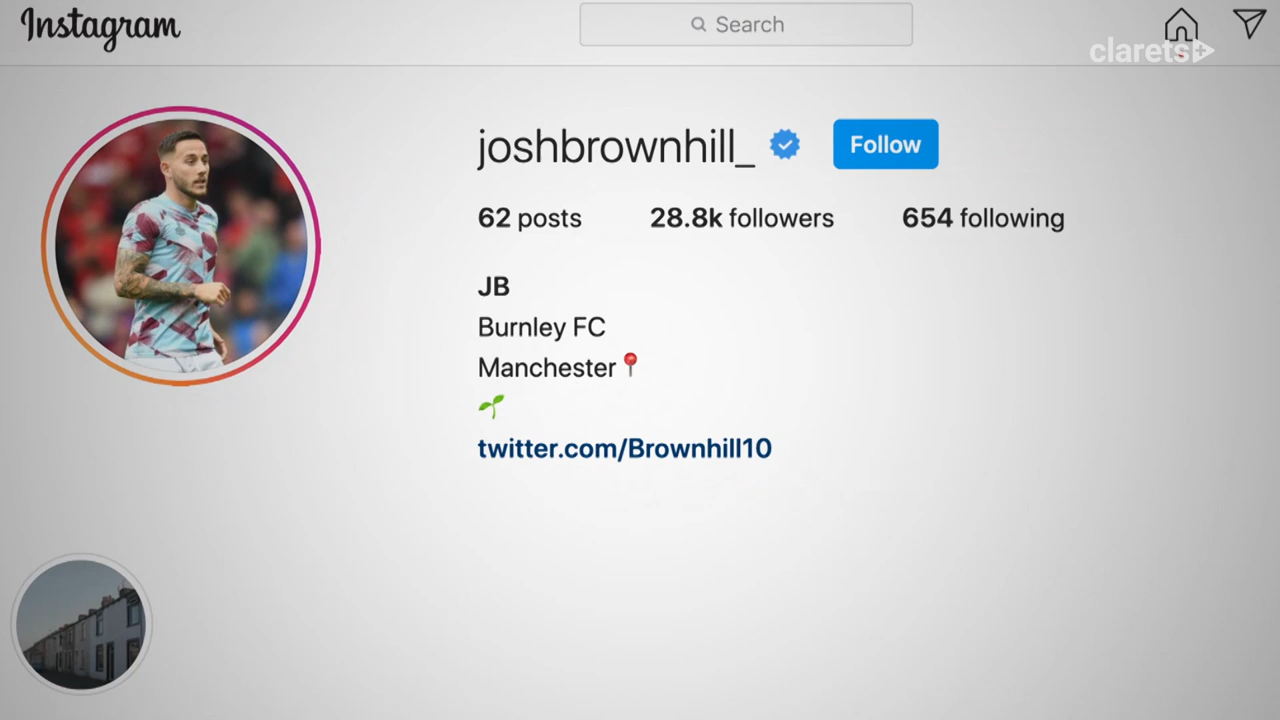 Instagram
Search
clarets+
joshbrownhill_
Follow
62 posts 28.8k followers 654 following
JB
Burnley FC
Manchester📍
🌱
twitter.com/Brownhill10